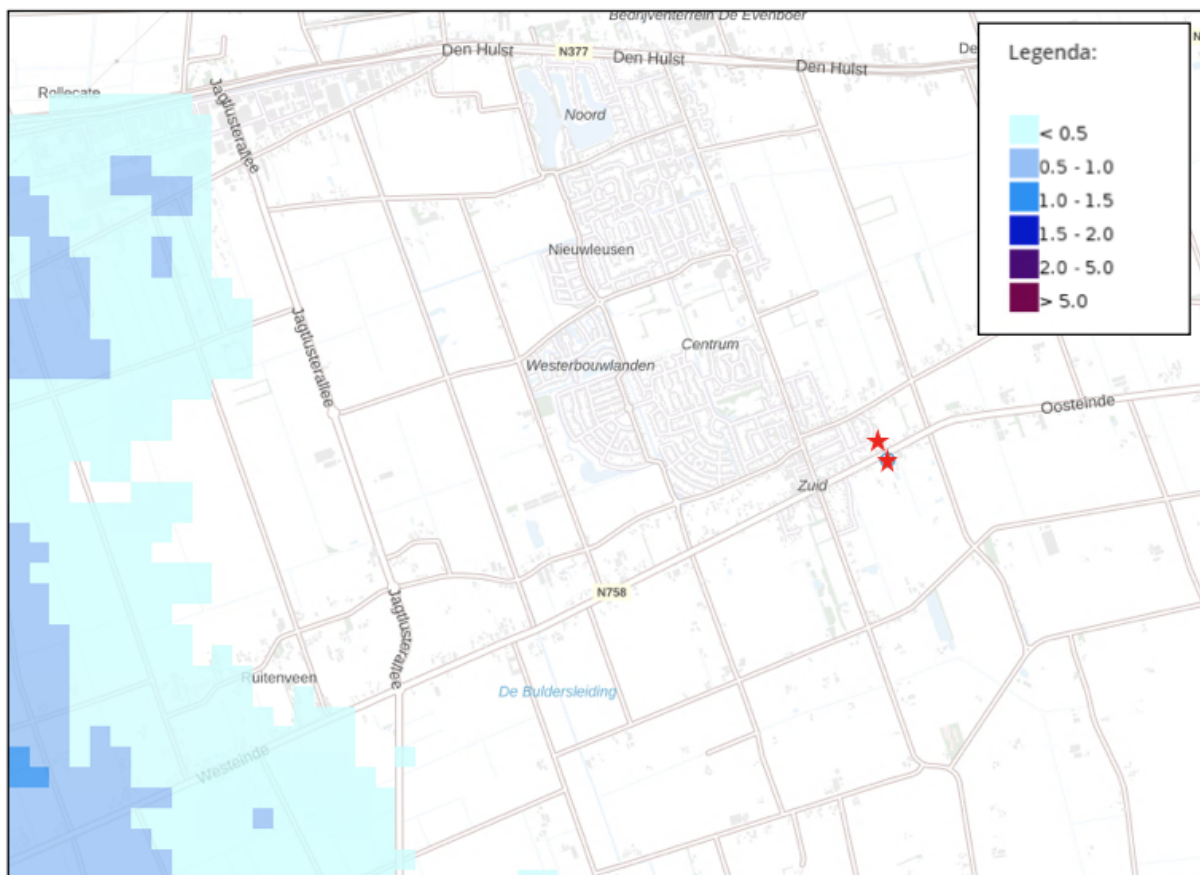 Bedrijventerrein De Evenboer
Den Hulst
N377
Den Hulst
Den Hulst
De
N
Legenda:
Rollecate
Jagtlusterallee
Noord
< 0.5
0.5 - 1.0
1.0 - 1.5
1.5 - 2.0
2.0 - 5.0
> 5.0
Nieuwleusen
Jagtlusterallee
Centrum
Westerbouwlanden
Oosteinde
Zuid
N758
Jagtlusterallee
Ruitenveen
De Buldersleiding
Westeinde